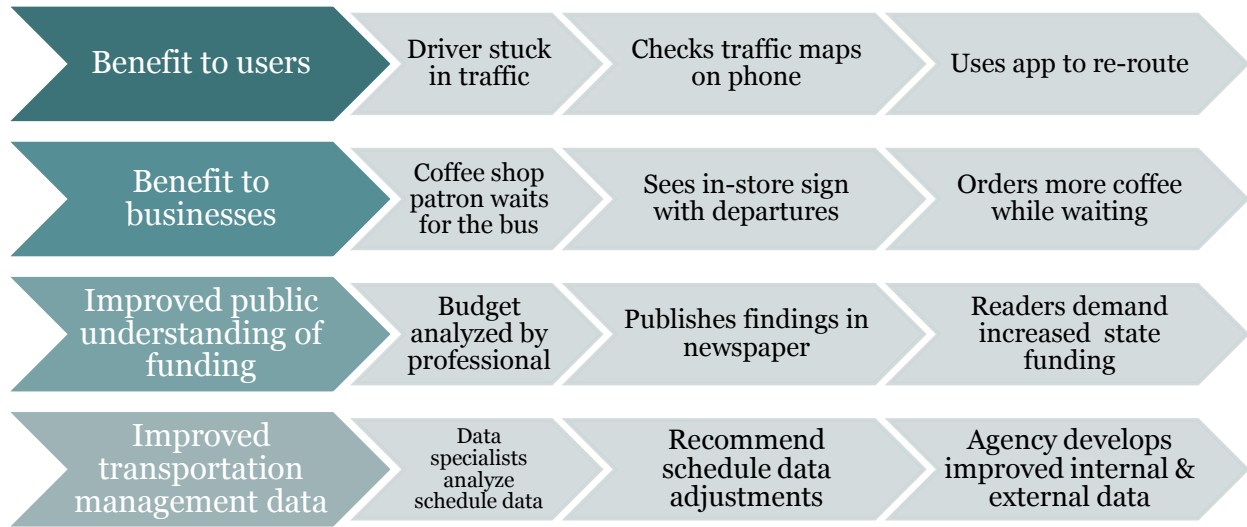 Benefit to users
Driver stuck
in traffic
Checks traffic maps
on phone
Uses app to re-route
Benefit to
businesses
Coffee shop
patron waits
for the bus
Sees in-store sign
with departures
Orders more coffee
while waiting
Improved public
understanding of
funding
Budget
analyzed by
professional
Publishes findings in
newspaper
Readers demand
increased  state
funding
Improved
transportation
management data
Data
specialists
analyze
schedule data
Recommend
schedule data
adjustments
Agency develops
improved internal &
external data